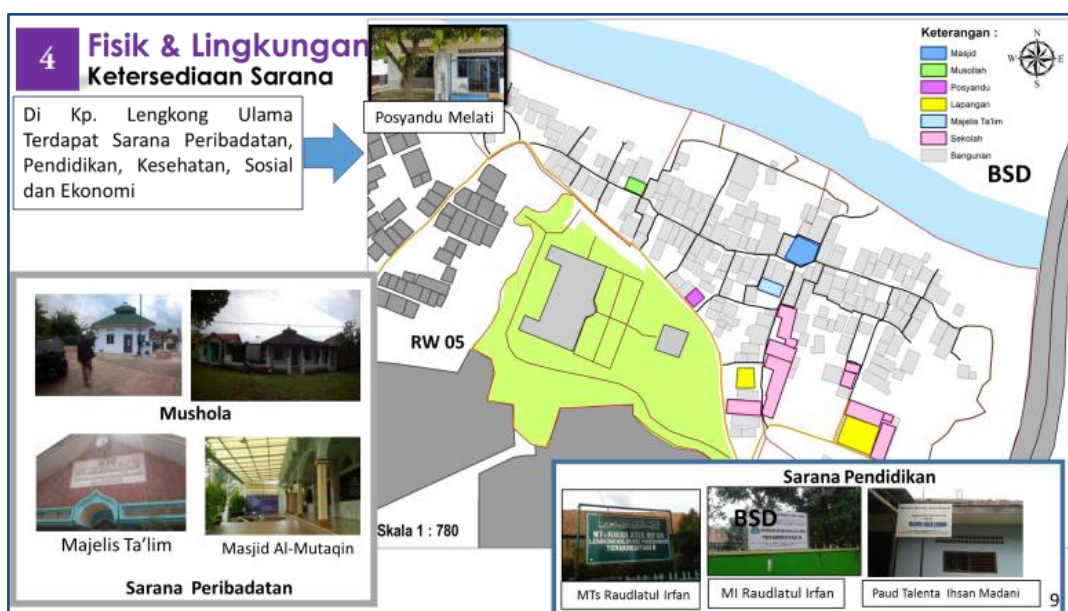 4
Fisik & Lingkungan
Ketersediaan Sarana
Di Kp. Lengkong Ulama
Terdapat Sarana Peribadatan,
Pendidikan, Kesehatan, Sosial
dan Ekonomi
Posyandu Melati
Keterangan :
Masjid
Musollah
Posyandu
Lapangan
Majelis Ta'lim
Sekolah
Bangunan
N
W
E
S
BSD
RW 05
Mushola
Majelis Ta'lim
Masjid Al-Mutaqin
Sarana Peribadatan
Skala 1 : 780
Sarana Pendidikan
BSD
MTs Raudlatul Irfan
MI Raudlatul Irfan
Paud Talenta Ihsan Madani
9